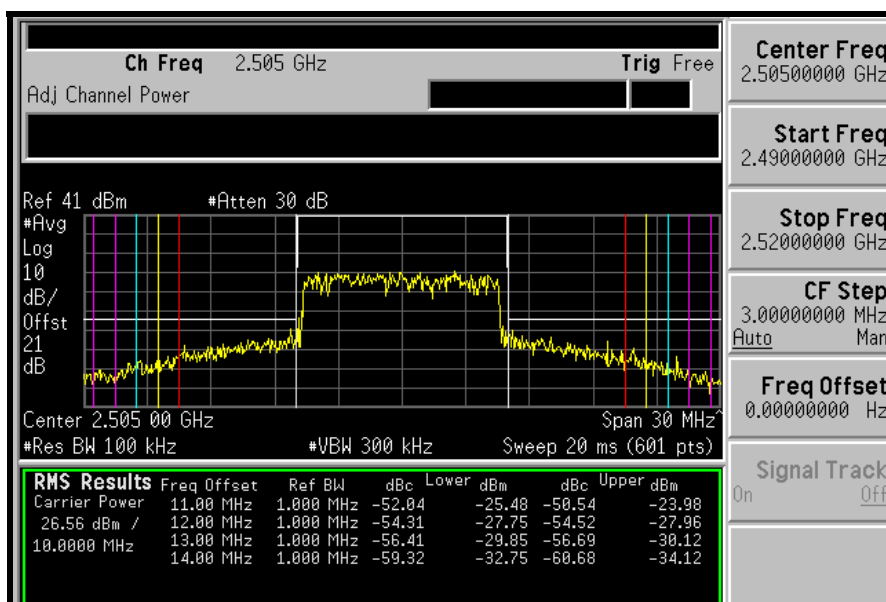 Ch Freq 2.505 GHz Trig Free
Adj Channel Power
Ref 41 dBm #Atten 30 dB
#Avg
Log
10
dB/
Offst
21
dB
Center 2.505 00 GHz Span 30 MHz^
#Res BW 100 kHz #VBW 300 kHz Sweep 20 ms (601 pts)
RMS Results Freq Offset Ref BW dBc Lower dBm dBc Upper dBm
Carrier Power 11.00 MHz 1.000 MHz -52.04 -25.48 -50.54 -23.98
26.56 dBm / 12.00 MHz 1.000 MHz -54.31 -27.75 -54.52 -27.96
10.0000 MHz 13.00 MHz 1.000 MHz -56.41 -29.85 -56.69 -30.12
14.00 MHz 1.000 MHz -59.32 -32.75 -60.68 -34.12
Center Freq
2.50500000 GHz
Start Freq
2.49000000 GHz
Stop Freq
2.52000000 GHz
CF Step
3.00000000 MHz
Auto Man
Freq Offset
0.00000000 Hz
Signal Track
On Off